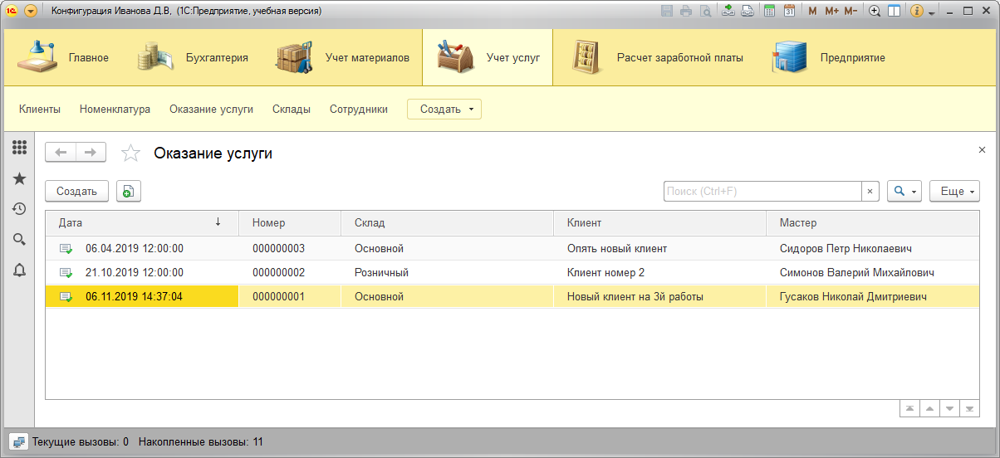 1С Конфигурация Иванова Д.В, (1С:Предприятие, учебная версия) 31 M M+ M- i
Главное Бухгалтерия Учет материалов Учет услуг Расчет заработной платы Предприятие
Клиенты Номенклатура Оказание услуги Склады Сотрудники Создать
Оказание услуги ×
Создать Поиск (Ctrl+F) × Еще
Дата ↓ Номер Склад Клиент Мастер
06.04.2019 12:00:00 000000003 Основной Опять новый клиент Сидоров Петр Николаевич
21.10.2019 12:00:00 000000002 Розничный Клиент номер 2 Симонов Валерий Михайлович
06.11.2019 14:37:04 000000001 Основной Новый клиент на 3й работы Гусаков Николай Дмитриевич
Текущие вызовы: 0 Накопленные вызовы: 11